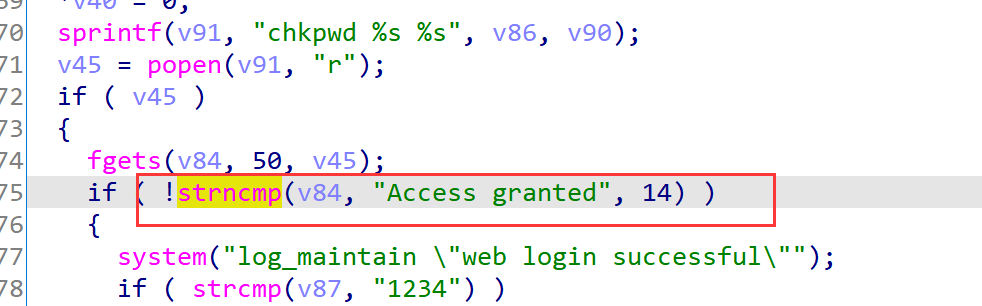 69 *v40 = 0;
70 sprintf(v91, "chkpwd %s %s", v86, v90);
71 v45 = popen(v91, "r");
72 if ( v45 )
73 {
74 fgets(v84, 50, v45);
75 if ( !strncmp(v84, "Access granted", 14) )
76 {
77 system("log_maintain \"web login successful\"");
78 if ( strcmp(v87, "1234") )